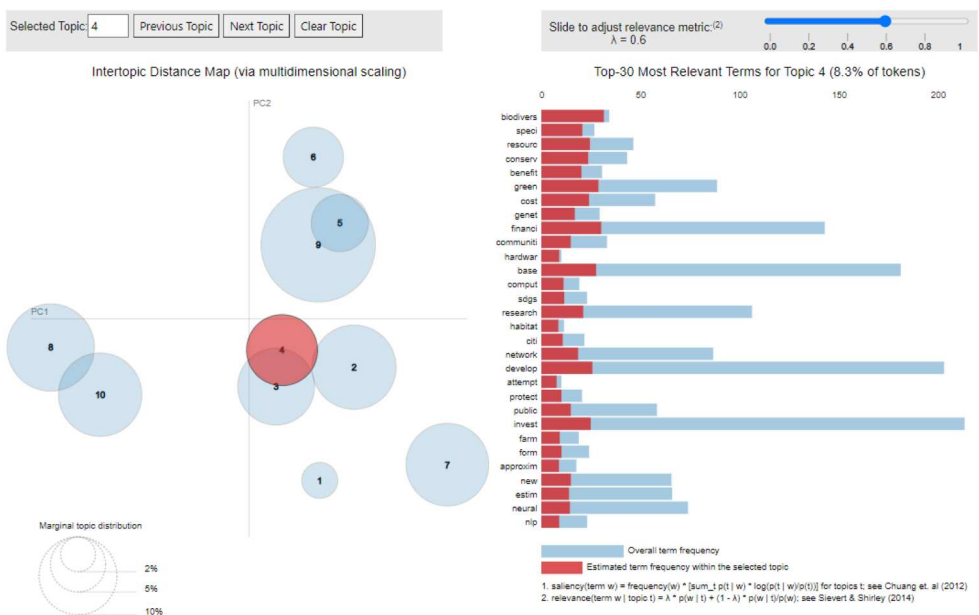 Selected Topic: 4 Previous Topic Next Topic Clear Topic
Slide to adjust relevance metric:(2)
λ = 0.6
0.0 0.2 0.4 0.6 0.8 1
Intertopic Distance Map (via multidimensional scaling)
PC2
PC1
6
5
9
8
4
2
3
10
7
1
Marginal topic distribution
2%
5%
10%
Top-30 Most Relevant Terms for Topic 4 (8.3% of tokens)
0 50 100 150 200
biodivers
speci
resourc
conserv
benefit
green
cost
genet
financi
communiti
hardwar
base
comput
sdgs
research
habitat
citi
network
develop
attempt
protect
public
invest
farm
form
approxim
new
estim
neural
nlp
Overall term frequency
Estimated term frequency within the selected topic
1. saliency(term w) = frequency(w) * [sum_t p(t | w) * log(p(t | w)/p(t))] for topics t; see Chuang et. al (2012)
2. relevance(term w | topic t) = λ * p(w | t) + (1 - λ) * p(w | t)/p(w); see Sievert & Shirley (2014)